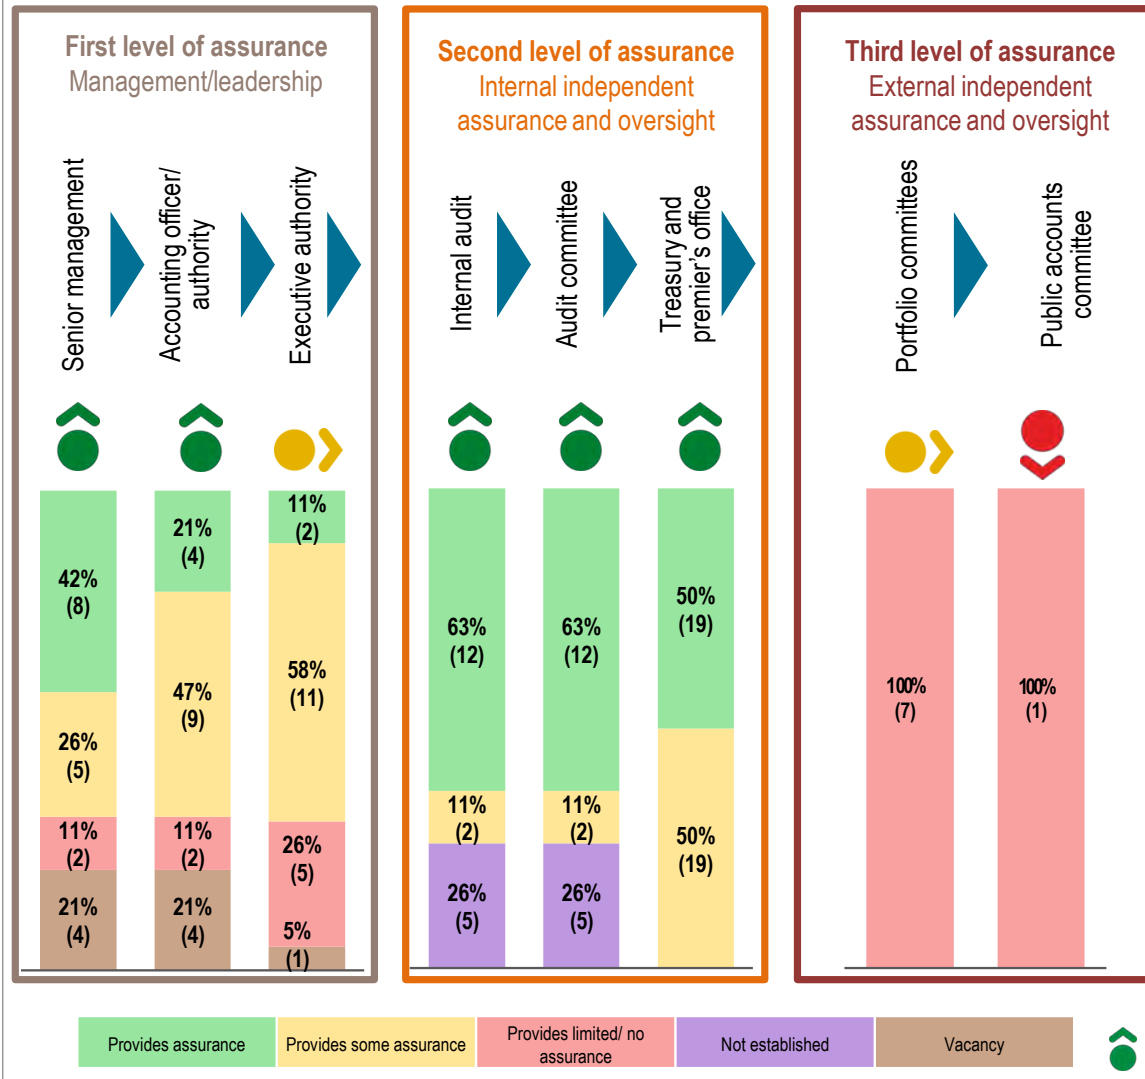 First level of assurance
Management/leadership
Senior management
Accounting officer/
authority
Executive authority
42%
(8)
26%
(5)
11%
(2)
21%
(4)
21%
(4)
47%
(9)
11%
(2)
21%
(4)
11%
(2)
58%
(11)
26%
(5)
5%
(1)
Second level of assurance
Internal independent
assurance and oversight
Internal audit
Audit committee
Treasury and
premier's office
63%
(12)
11%
(2)
26%
(5)
63%
(12)
11%
(2)
26%
(5)
50%
(19)
50%
(19)
Third level of assurance
External independent
assurance and oversight
Portfolio committees
Public accounts
committee
100%
(7)
100%
(1)
Provides assurance
Provides some assurance
Provides limited/ no
assurance
Not established
Vacancy